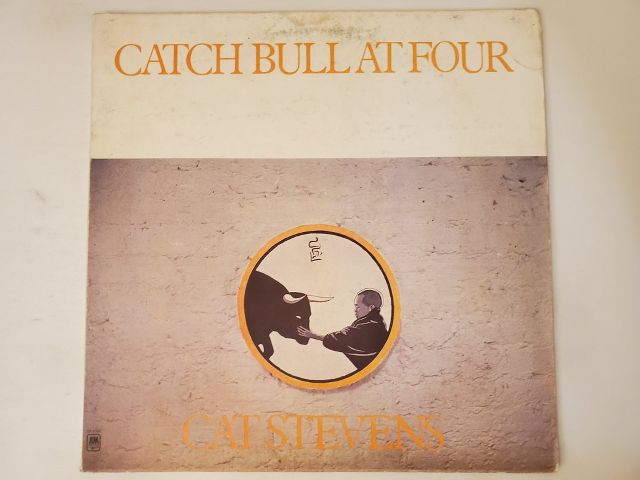 CATCH BULL AT FOUR
CAT STEVENS
A&M